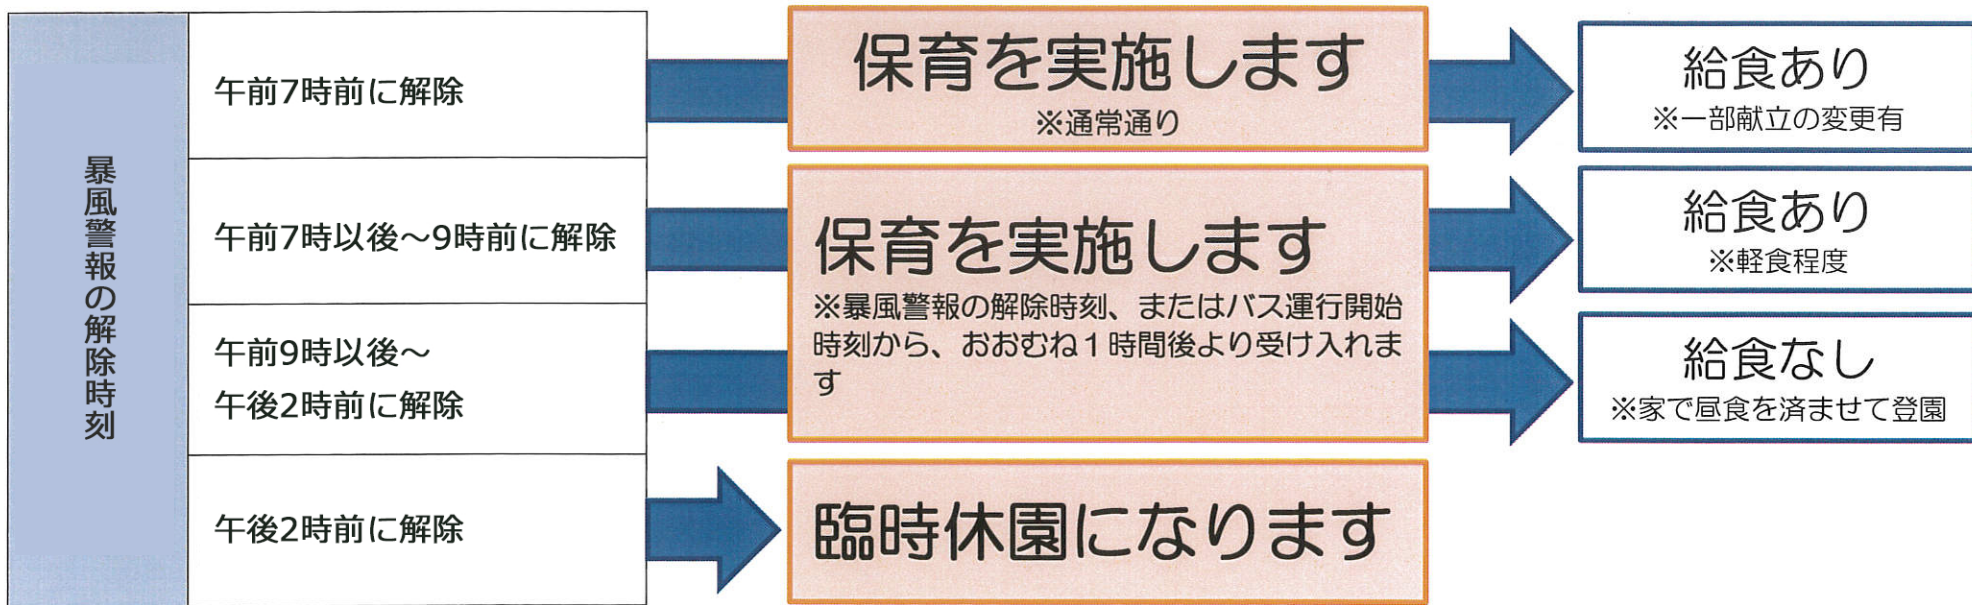 暴風警報の解除時刻
午前7時前に解除
保育を実施します
※通常通り
給食あり
※一部献立の変更有
午前7時以後～9時前に解除
保育を実施します
※暴風警報の解除時刻、またはバス運行開始
時刻から、おおむね１時間後より受け入れま
す
給食あり
※軽食程度
午前9時以後～
午後2時前に解除
給食なし
※家で昼食を済ませて登園
午後2時前に解除
臨時休園になります